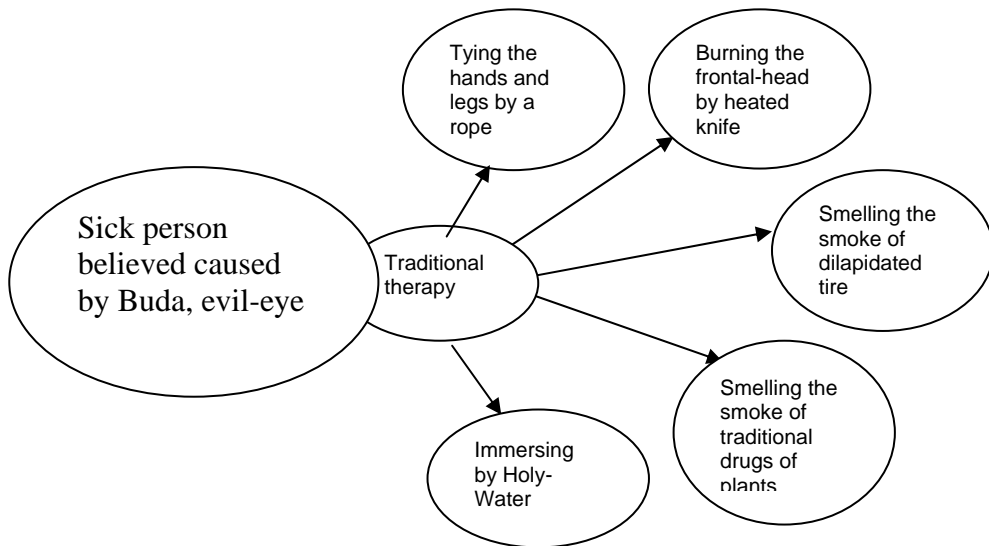 Sick person
believed caused
by Buda, evil-eye
Traditional
therapy
Tying the
hands and
legs by a
rope
Burning the
frontal-head
by heated
knife
Smelling the
smoke of
dilapidated
tire
Smelling the
smoke of
traditional
drugs of
plants
Immersing
by Holy-
Water